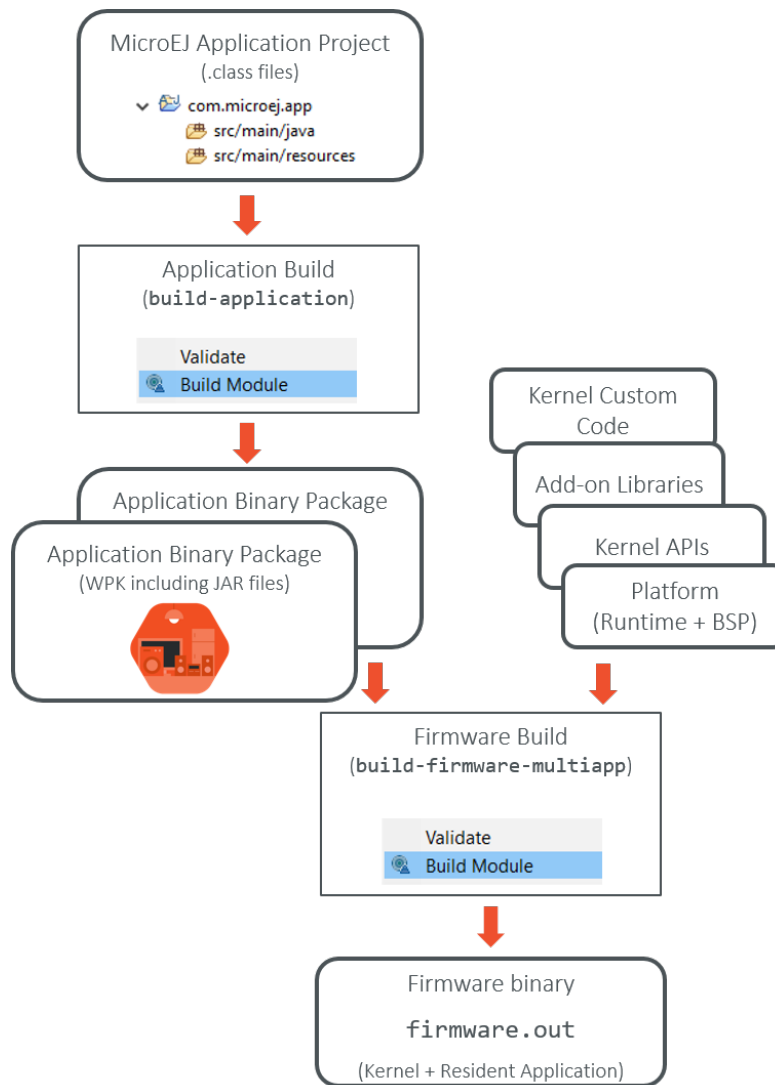 MicroEJ Application Project
(.class files)
com.microej.app
src/main/java
src/main/resources
Application Build
(build-application)
Validate
Build Module
Kernel Custom
Code
Add-on Libraries
Kernel APIs
Platform
(Runtime + BSP)
Application Binary Package
Application Binary Package
(WPK including JAR files)
Firmware Build
(build-firmware-multiapp)
Validate
Build Module
Firmware binary
firmware.out
(Kernel + Resident Application)